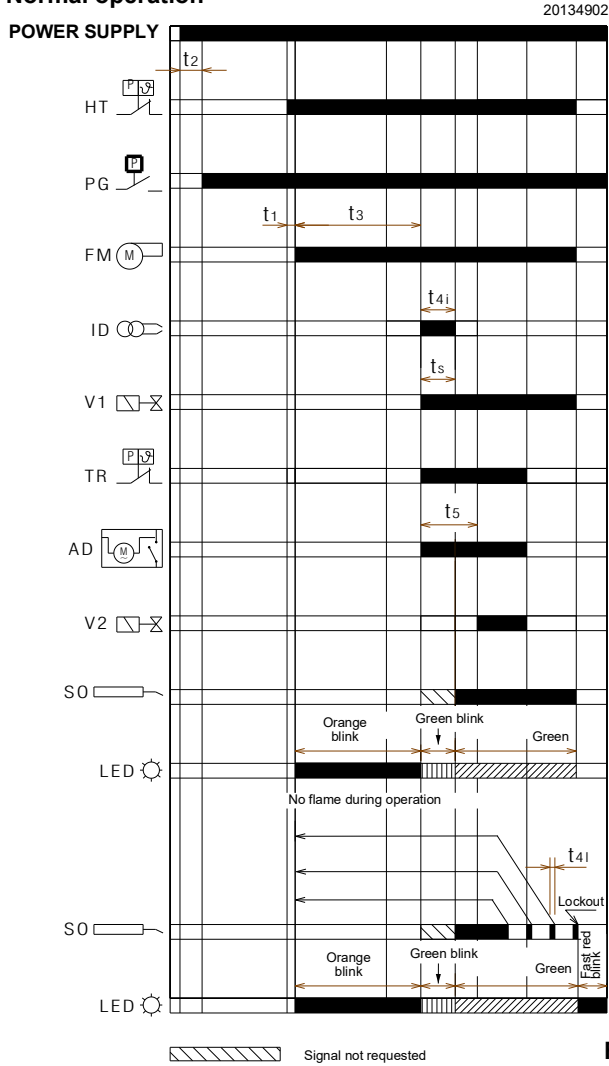 Normal operation
20134902
POWER SUPPLY
t2
P ϑ
HT
P
PG
t1
t3
FM
M
t4i
ID
ts
V1
P ϑ
TR
t5
AD
M
~
V2
SO
Orange
blink
Green blink
Green
LED
No flame during operation
t4l
Lockout
SO
Orange
blink
Green blink
Green
Fast red
blink
LED
Signal not requested